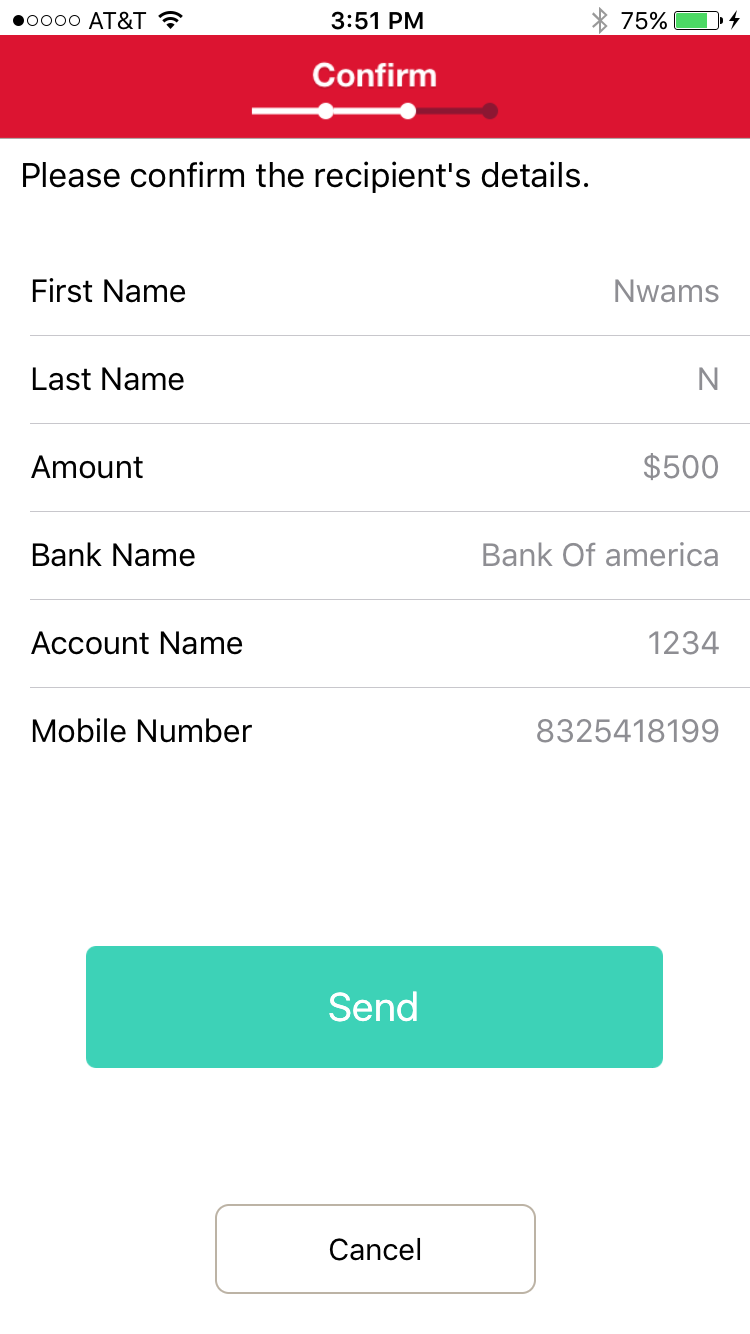 AT&T 3:51 PM 75%
Confirm
Please confirm the recipient's details.
First Name Nwams
Last Name N
Amount $500
Bank Name Bank Of america
Account Name 1234
Mobile Number 8325418199
Send
Cancel